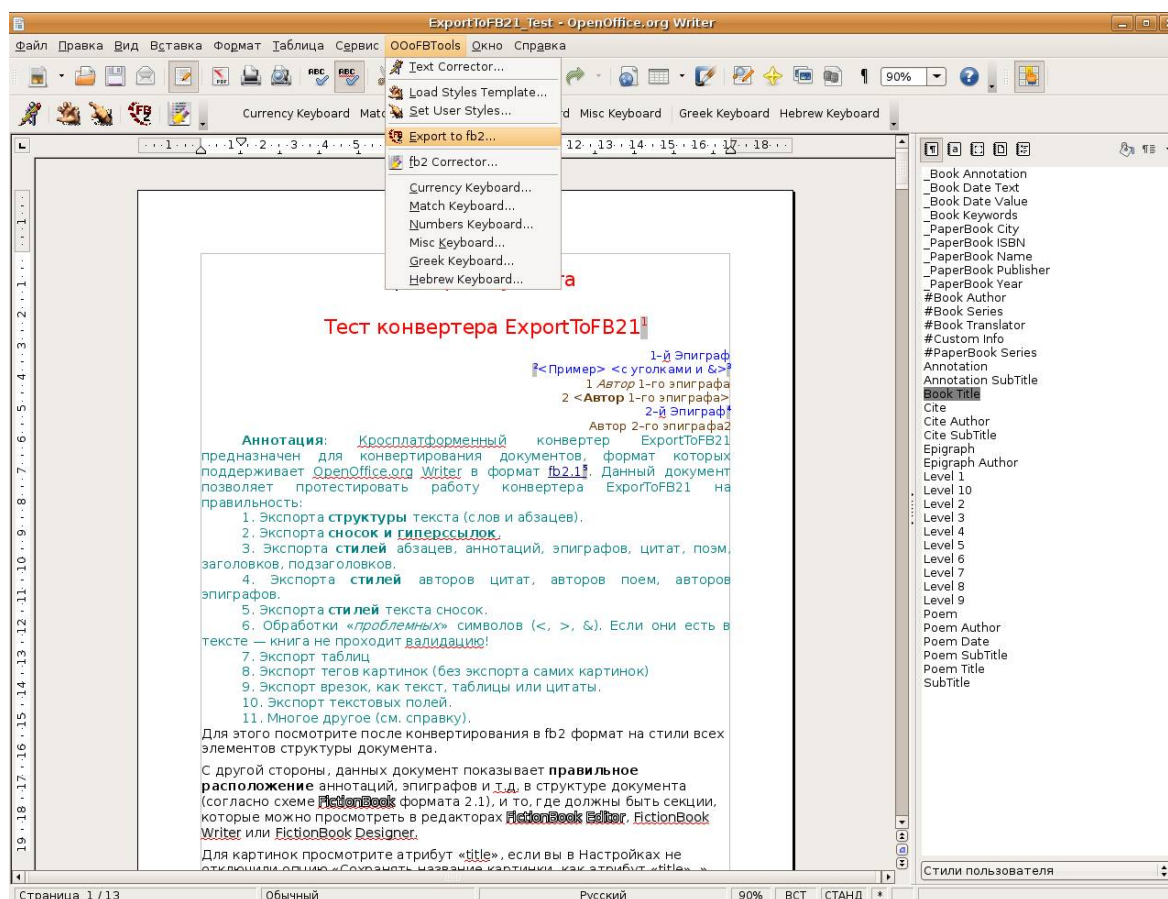 ExportToFB21_Test - OpenOffice.org Writer
Файл Правка Вид Вставка Формат Таблица Сервис OOoFBTools Окно Справка
90%
Currency Keyboard
Misc Keyboard Greek Keyboard Hebrew Keyboard
Text Corrector...
Load Styles Template...
Set User Styles...
Export to fb2...
fb2 Corrector...
Currency Keyboard...
Match Keyboard...
Numbers Keyboard...
Misc Keyboard...
Greek Keyboard...
Hebrew Keyboard...
Тест конвертера ExportToFB211
1-й Эпиграф
2<Пример> <с уголками и &>3
1 Автор 1-го эпиграфа
2 <Автор 1-го эпиграфа>
2-й Эпиграф4
Автор 2-го эпиграфа2
Аннотация: Кросплатформенный конвертер ExportToFB21
предназначен для конвертирования документов, формат которых
поддерживает OpenOffice.org Writer в формат fb2.15. Данный документ
позволяет протестировать работу конвертера ExporToFB21 на
правильность:
1. Экспорта структуры текста (слов и абзацев).
2. Экспорта сносок и гиперссылок.
3. Экспорта стилей абзацев, аннотаций, эпиграфов, цитат, поэм,
заголовков, подзаголовков.
4. Экспорта стилей авторов цитат, авторов поем, авторов
эпиграфов.
5. Экспорта стилей текста сносок.
6. Обработки «проблемных» символов (<, >, &). Если они есть в
тексте — книга не проходит валидацию!
7. Экспорт таблиц
8. Экспорт тегов картинок (без экспорта самих картинок)
9. Экспорт врезок, как текст, таблицы или цитаты.
10. Экспорт текстовых полей.
11. Многое другое (см. справку).
Для этого посмотрите после конвертирования в fb2 формат на стили всех
элементов структуры документа.
С другой стороны, данных документ показывает правильное
расположение аннотаций, эпиграфов и т.д. в структуре документа
(согласно схеме FictionBook формата 2.1), и то, где должны быть секции,
которые можно просмотреть в редакторах FictionBook Editor, FictionBook
Writer или FictionBook Designer.
Для картинок просмотрите атрибут «title», если вы в Настройках не
отключили опцию «Сохранять название картинки, как атрибут «title» »
_Book Annotation
_Book Date Text
_Book Date Value
_Book Keywords
_PaperBook City
_PaperBook ISBN
_PaperBook Name
_PaperBook Publisher
_PaperBook Year
#Book Author
#Book Series
#Book Translator
#Custom Info
#PaperBook Series
Annotation
Annotation SubTitle
Book Title
Cite
Cite Author
Cite SubTitle
Epigraph
Epigraph Author
Level 1
Level 10
Level 2
Level 3
Level 4
Level 5
Level 6
Level 7
Level 8
Level 9
Poem
Poem Author
Poem Date
Poem SubTitle
Poem Title
SubTitle
Стили пользователя
Страница 1 / 13 Обычный Русский 90% ВСТ СТАНД *